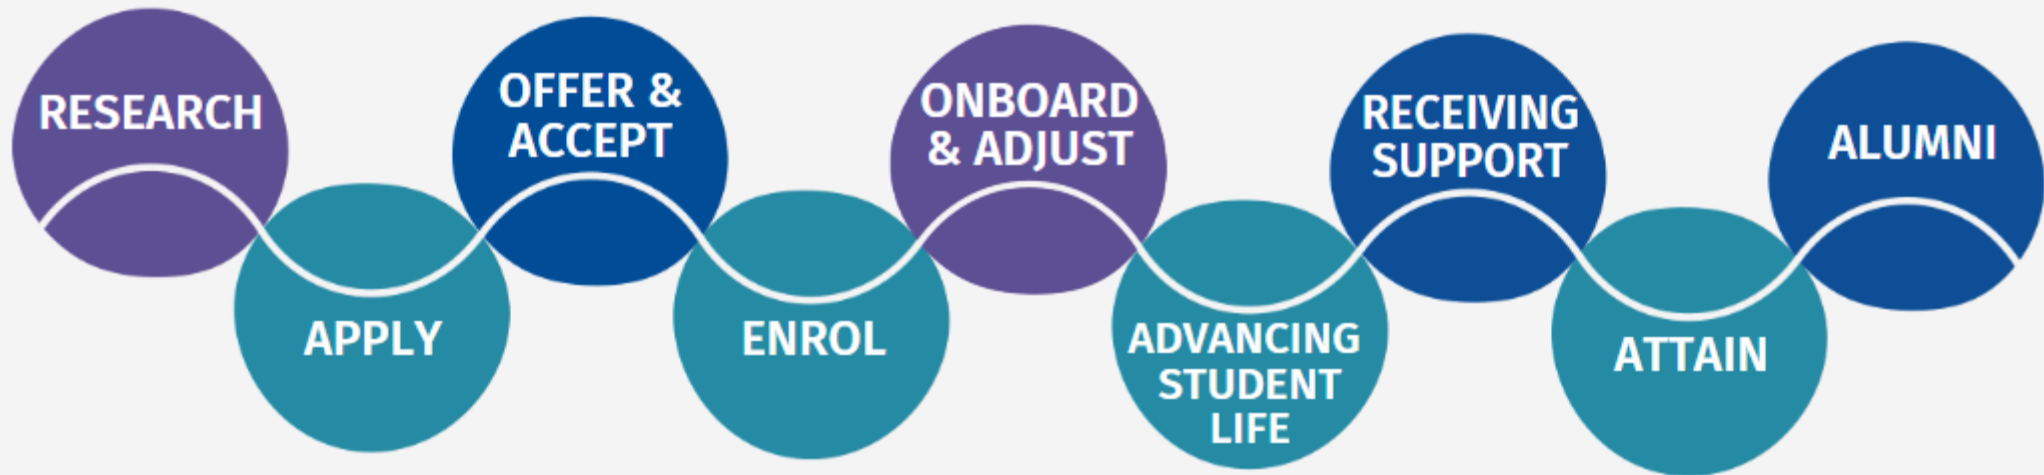 RESEARCH
APPLY
OFFER &
ACCEPT
ENROL
ONBOARD
& ADJUST
ADVANCING
STUDENT
LIFE
RECEIVING
SUPPORT
ATTAIN
ALUMNI